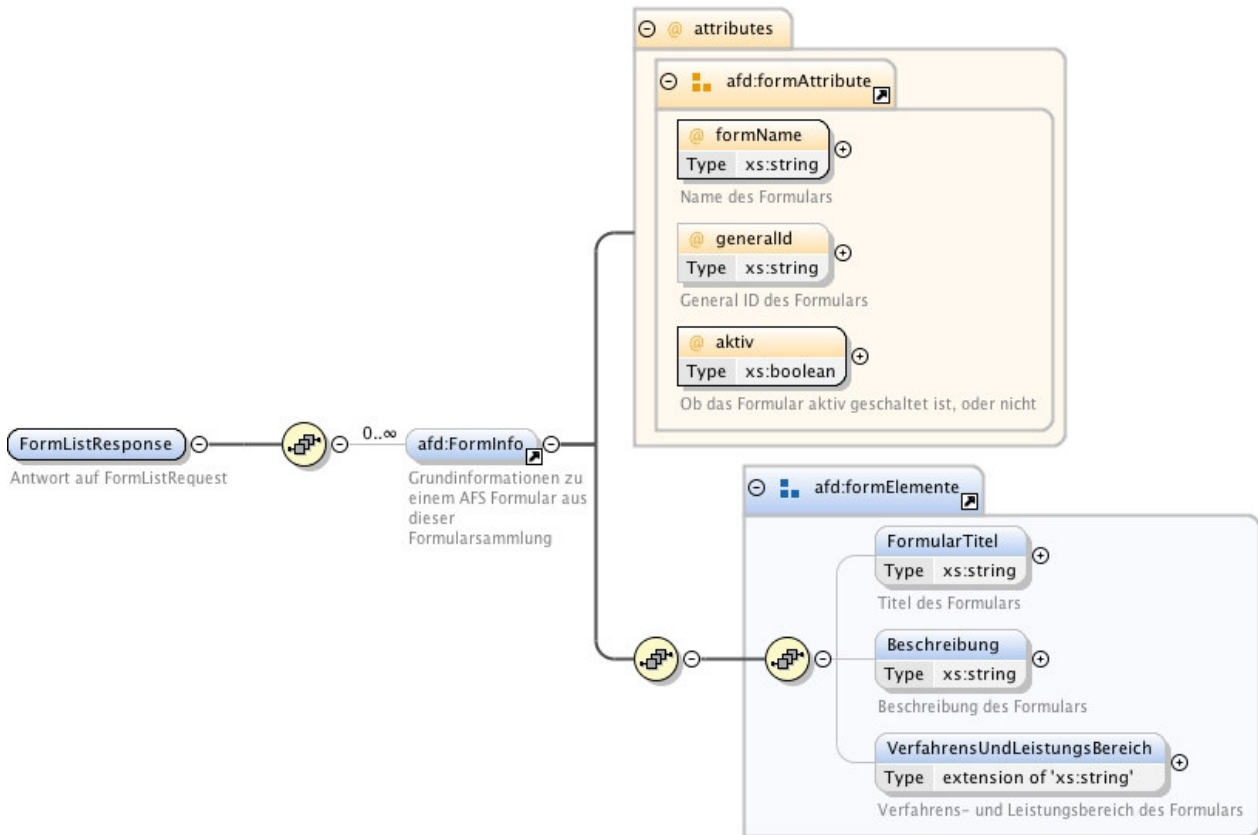 @ attributes
afd:formAttribute
@ formName
Type xs:string
Name des Formulars
@ generalId
Type xs:string
General ID des Formulars
@ aktiv
Type xs:boolean
Ob das Formular aktiv geschaltet ist, oder nicht
FormListResponse
Antwort auf FormListRequest
0..∞
afd:FormInfo
Grundinformationen zu
einem AFS Formular aus
dieser
Formularsammlung
afd:formElemente
FormularTitel
Type xs:string
Titel des Formulars
Beschreibung
Type xs:string
Beschreibung des Formulars
VerfahrensUndLeistungsBereich
Type extension of 'xs:string'
Verfahrens- und Leistungsbereich des Formulars